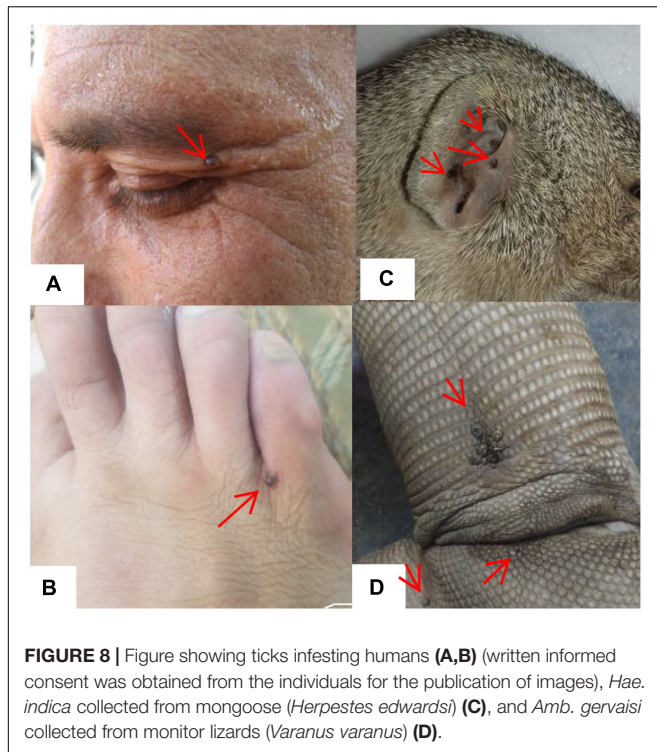 A
C
B
D
FIGURE 8 | Figure showing ticks infesting humans (A,B) (written informed
consent was obtained from the individuals for the publication of images), Hae.
indica collected from mongoose (Herpestes edwardsi) (C), and Amb. gervaisi
collected from monitor lizards (Varanus varanus) (D).